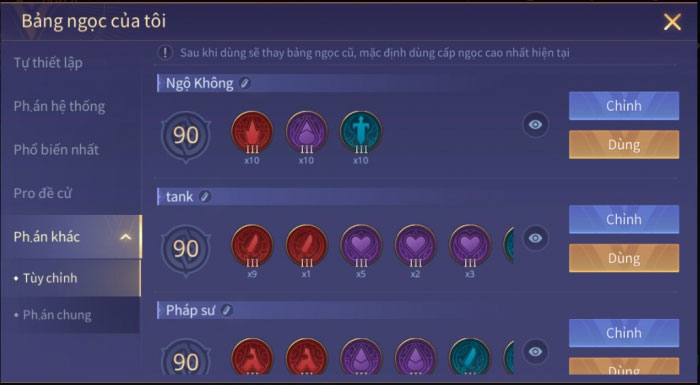 Bảng ngọc của tôi
Tự thiết lập
Ph.án hệ thống
Phổ biến nhất
Pro đề cử
Ph.án khác
• Tùy chỉnh
• Ph.án chung
! Sau khi dùng sẽ thay bảng ngọc cũ, mặc định dùng cấp ngọc cao nhất hiện tại
Ngộ Không
90
III III III
x10 x10 x10
Chỉnh
Dùng
tank
90
III III III III III
x9 x1 x5 x2 x3
Chỉnh
Dùng
Pháp sư
90
Chỉnh
Dùng